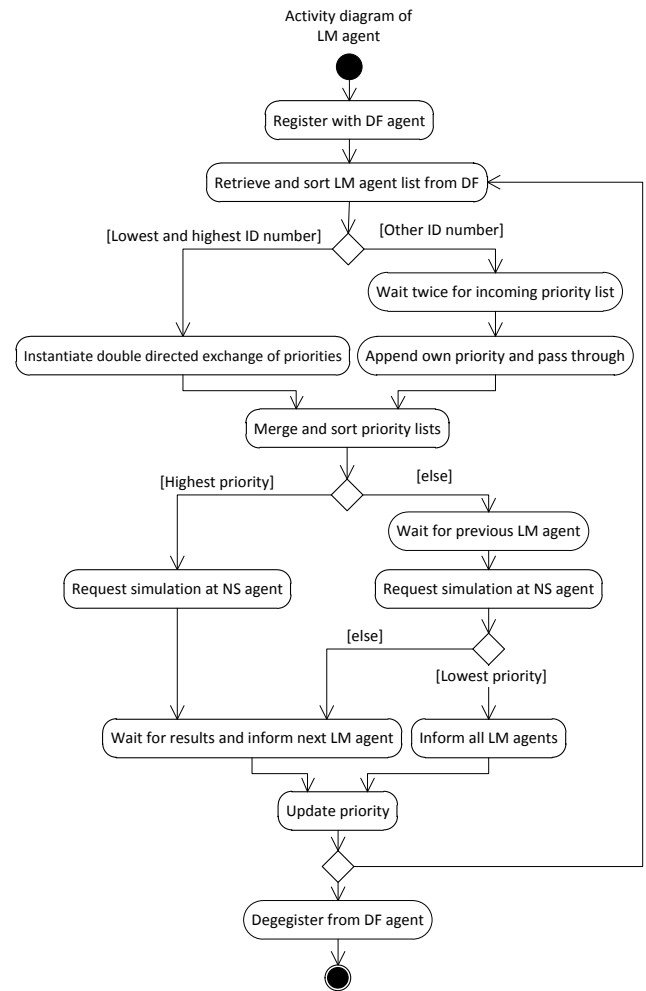 Activity diagram of
LM agent
Register with DF agent
Retrieve and sort LM agent list from DF
[Lowest and highest ID number]
[Other ID number]
Wait twice for incoming priority list
Instantiate double directed exchange of priorities
Append own priority and pass through
Merge and sort priority lists
[Highest priority]
[else]
Wait for previous LM agent
Request simulation at NS agent
Request simulation at NS agent
[else]
[Lowest priority]
Wait for results and inform next LM agent
Inform all LM agents
Update priority
Degegister from DF agent